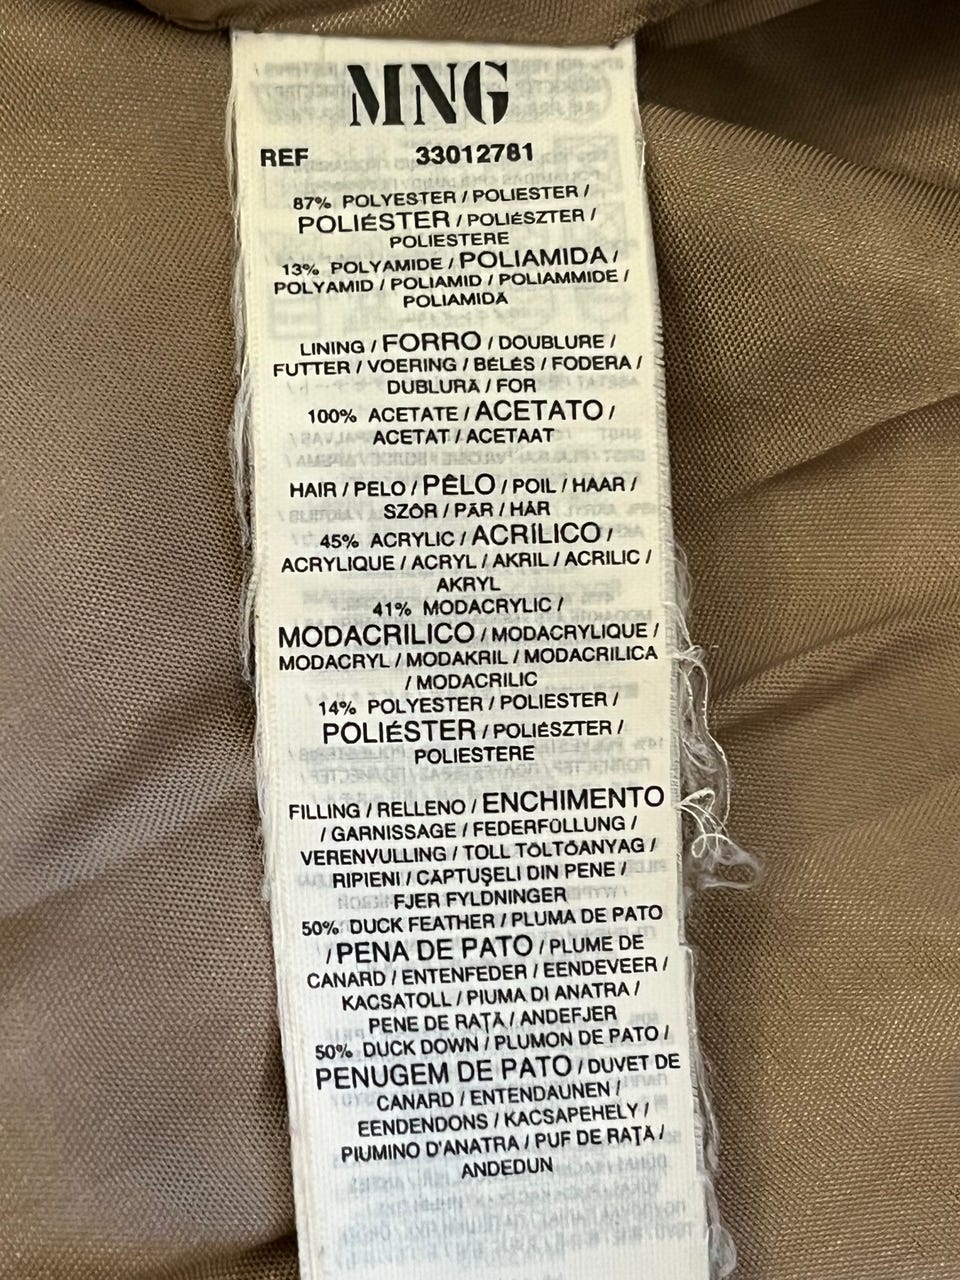 MNG
REF 33012781
87% POLYESTER / POLIESTER /
POLIÉSTER / POLIÉSZTER /
POLIESTERE
13% POLYAMIDE / POLIAMIDA /
POLYAMID / POLIAMID / POLIAMMIDE /
POLIAMIDĂ
LINING / FORRO / DOUBLURE /
FUTTER / VOERING / BÉLÉS / FODERA /
DUBLURĂ / FOR
100% ACETATE / ACETATO /
ACETAT / ACETAAT
HAIR / PELO / PÊLO / POIL / HAAR /
SZŐR / PĂR / HÅR
45% ACRYLIC / ACRÍLICO /
ACRYLIQUE / ACRYL / AKRIL / ACRILIC /
AKRYL
41% MODACRYLIC /
MODACRILICO / MODACRYLIQUE /
MODACRYL / MODAKRIL / MODACRILICA
/ MODACRILIC
14% POLYESTER / POLIESTER /
POLIÉSTER / POLIÉSZTER /
POLIESTERE
FILLING / RELLENO / ENCHIMENTO
/ GARNISSAGE / FEDERFÜLLUNG /
VERENVULLING / TOLL TÖLTŐANYAG /
RIPIENI / CĂPTUŞELI DIN PENE /
FJER FYLDNINGER
50% DUCK FEATHER / PLUMA DE PATO
/ PENA DE PATO / PLUME DE
CANARD / ENTENFEDER / EENDEVEER /
KACSATOLL / PIUMA DI ANATRA /
PENE DE RAŢĂ / ANDEFJER
50% DUCK DOWN / PLUMON DE PATO /
PENUGEM DE PATO / DUVET DE
CANARD / ENTENDAUNEN /
EENDENDONS / KACSAPEHELY /
PIUMINO D'ANATRA / PUF DE RAŢĂ /
ANDEDUN